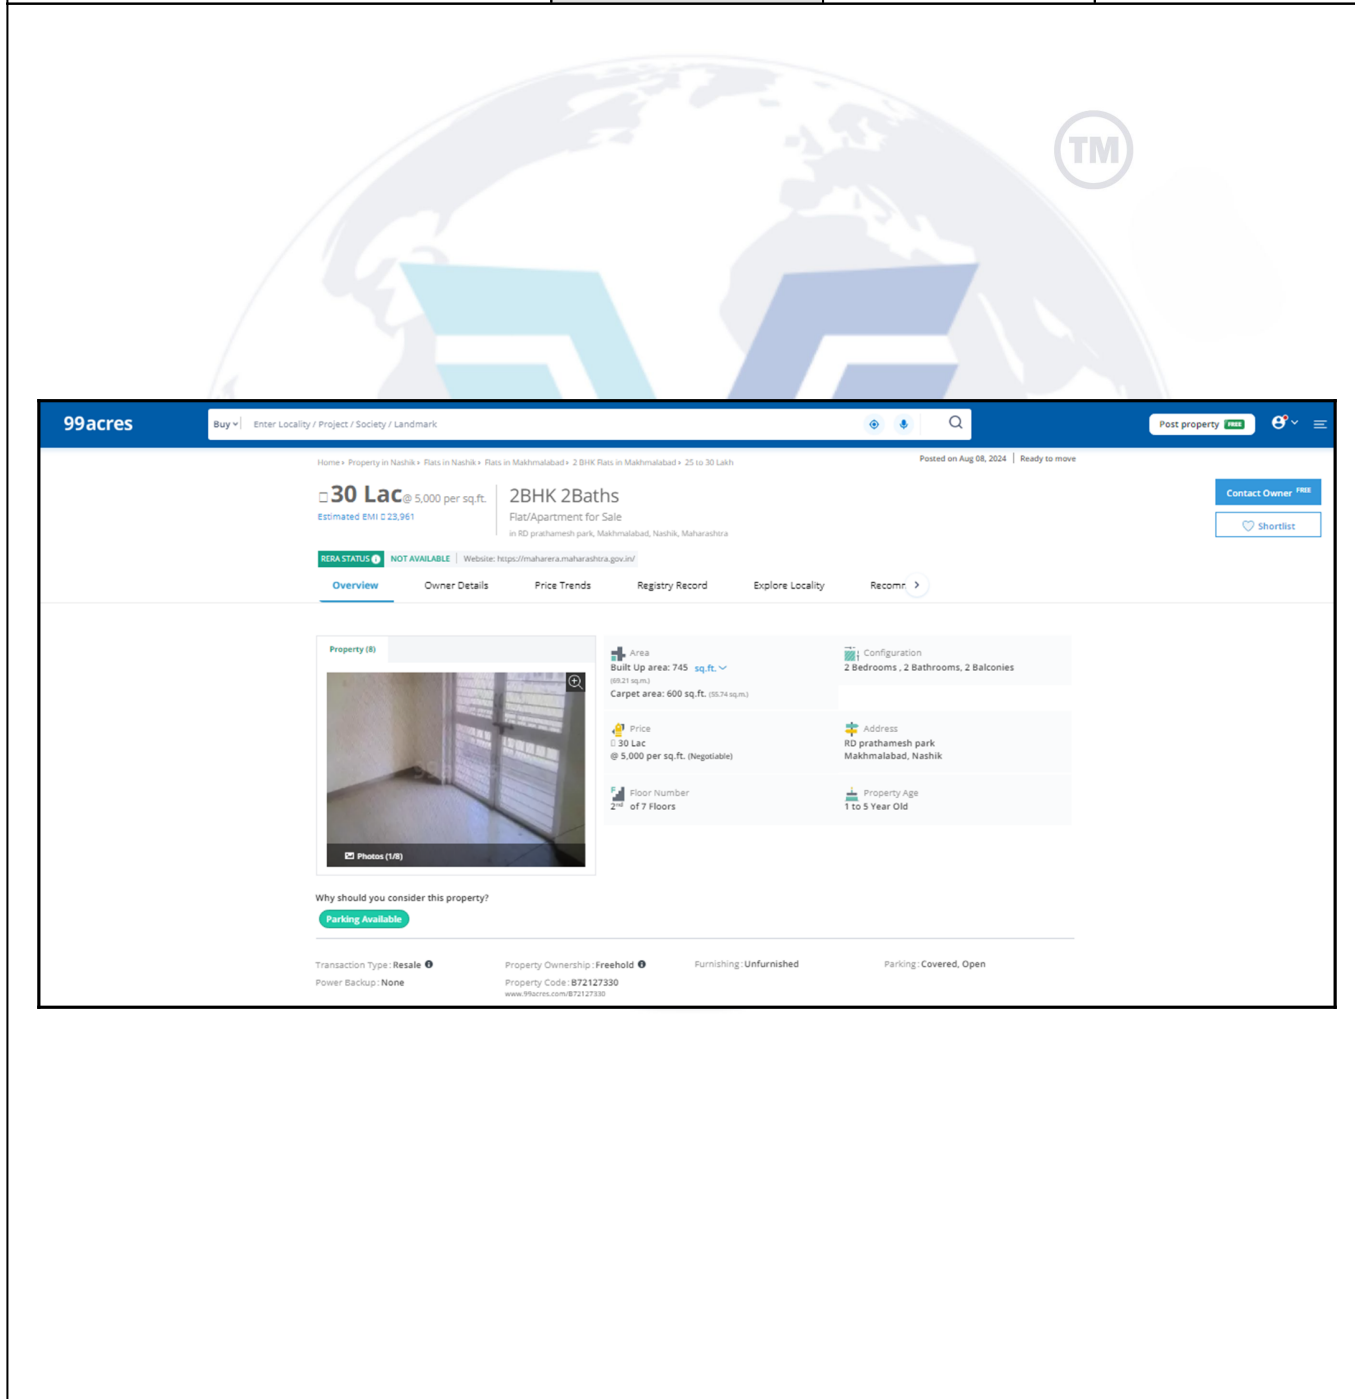 TM
99acres
Buy
Enter Locality / Project / Society / Landmark
Post property FREE
Home Property in Nashik Flats in Nashik Flats in Makhmalabad 2 BHK Flats in Makhmalabad 25 to 30 Lakh
Posted on Aug 08, 2024 | Ready to move
30 Lac @ 5,000 per sq.ft.
Estimated EMI 23,961
2BHK 2Baths
Flat/Apartment for Sale
in RD prathamesh park, Makhmalabad, Nashik, Maharashtra
Contact Owner FREE
Shortlist
RERA STATUS NOT AVAILABLE | Website: https://maharera.maharashtra.gov.in/
Overview Owner Details Price Trends Registry Record Explore Locality Recomr
Property (8)
Photos (1/8)
Area
Built Up area: 745 sq.ft.
(69.21 sq.m.)
Carpet area: 600 sq.ft. (55.74 sq.m.)
Configuration
2 Bedrooms , 2 Bathrooms, 2 Balconies
Price
30 Lac
@ 5,000 per sq.ft. (Negotiable)
Address
RD prathamesh park
Makhmalabad, Nashik
Floor Number
2nd of 7 Floors
Property Age
1 to 5 Year Old
Why should you consider this property?
Parking Available
Transaction Type: Resale
Property Ownership: Freehold
Furnishing: Unfurnished
Parking: Covered, Open
Power Backup: None
Property Code: B72127330
www.99acres.com/B72127330